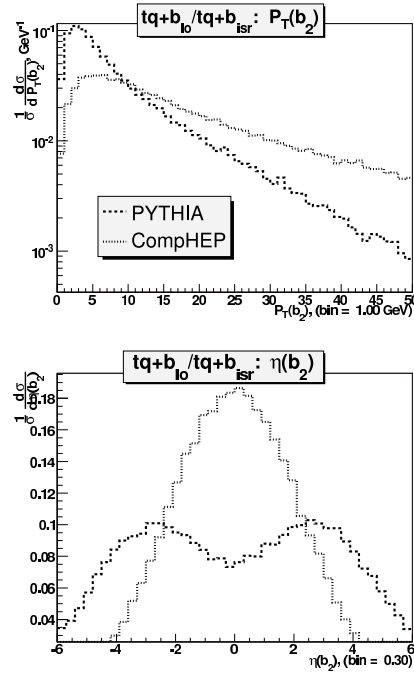 tq+b_lo/tq+b_isr: P_T(b_2)
1/σ dσ/d P_T(b_2), GeV^-1
10^-1
10^-2
10^-3
PYTHIA
CompHEP
0 5 10 15 20 25 30 35 40 45 50
P_T(b_2), (bin = 1.00 GeV)
tq+b_lo/tq+b_isr: η(b_2)
1/σ dσ/dη(b_2)
0.18
0.16
0.14
0.12
0.1
0.08
0.06
0.04
-6 -4 -2 0 2 4 6
η(b_2), (bin = 0.30)